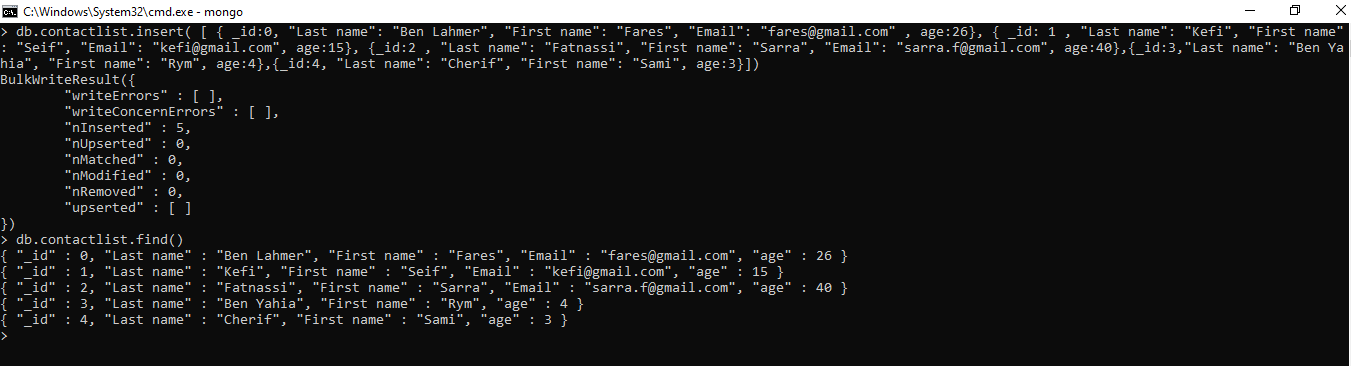 C:\Windows\System32\cmd.exe - mongo
> db.contactlist.insert( [ { _id:0, "Last name": "Ben Lahmer", "First name": "Fares", "Email": "fares@gmail.com" , age:26}, { _id: 1 , "Last name": "Kefi", "First name"
: "Seif", "Email": "kefi@gmail.com", age:15}, {_id:2 , "Last name": "Fatnassi", "First name": "Sarra", "Email": "sarra.f@gmail.com", age:40},{_id:3,"Last name": "Ben Ya
hia", "First name": "Rym", age:4},{_id:4, "Last name": "Cherif", "First name": "Sami", age:3}])
BulkWriteResult({
"writeErrors" : [ ],
"writeConcernErrors" : [ ],
"nInserted" : 5,
"nUpserted" : 0,
"nMatched" : 0,
"nModified" : 0,
"nRemoved" : 0,
"upserted" : [ ]
})
> db.contactlist.find()
{ "_id" : 0, "Last name" : "Ben Lahmer", "First name" : "Fares", "Email" : "fares@gmail.com", "age" : 26 }
{ "_id" : 1, "Last name" : "Kefi", "First name" : "Seif", "Email" : "kefi@gmail.com", "age" : 15 }
{ "_id" : 2, "Last name" : "Fatnassi", "First name" : "Sarra", "Email" : "sarra.f@gmail.com", "age" : 40 }
{ "_id" : 3, "Last name" : "Ben Yahia", "First name" : "Rym", "age" : 4 }
{ "_id" : 4, "Last name" : "Cherif", "First name" : "Sami", "age" : 3 }
>